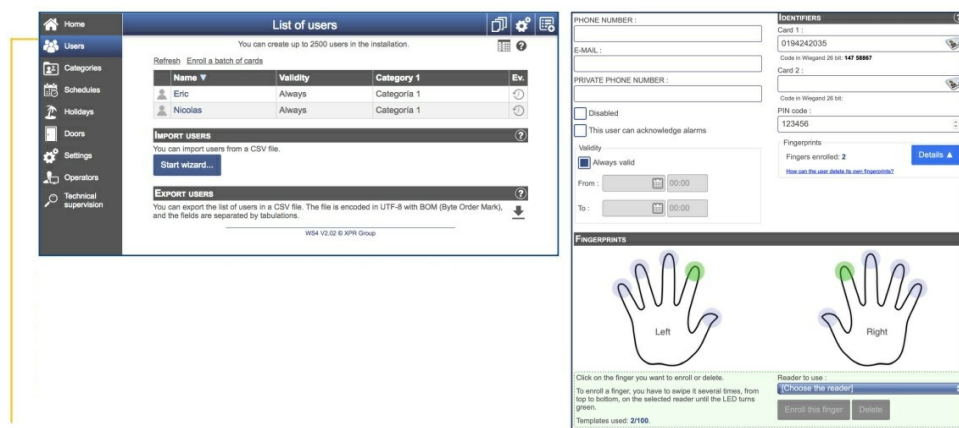 Home
Users
Categories
Schedules
Holidays
Doors
Settings
Operators
Technical
supervision
List of users
You can create up to 2500 users in the installation.
Refresh Enroll a batch of cards
Name ▼ Validity Category 1 Ev.
Eric Always Categoría 1
Nicolas Always Categoría 1
IMPORT USERS
You can import users from a CSV file.
Start wizard...
EXPORT USERS
You can export the list of users in a CSV file. The file is encoded in UTF-8 with BOM (Byte Order Mark),
and the fields are separated by tabulations.
WS4 V2.02 © XPR Group
PHONE NUMBER :
E-MAIL :
PRIVATE PHONE NUMBER :
Disabled
This user can acknowledge alarms
Validity
Always valid
From : 00:00
To : 00:00
IDENTIFIERS
Card 1 :
0194242035
Code in Wiegand 26 bit: 147 58867
Card 2 :
Code in Wiegand 26 bit:
PIN code :
123456
Fingerprints
Fingers enrolled: 2
Details ▲
How can the user delete its own fingerprints?
FINGERPRINTS
Left
Right
Click on the finger you want to enroll or delete.
To enroll a finger, you have to swipe it several times, from
top to bottom, on the selected reader until the LED turns
green.
Templates used: 2/100.
Reader to use :
[Choose the reader]
Enroll this finger Delete